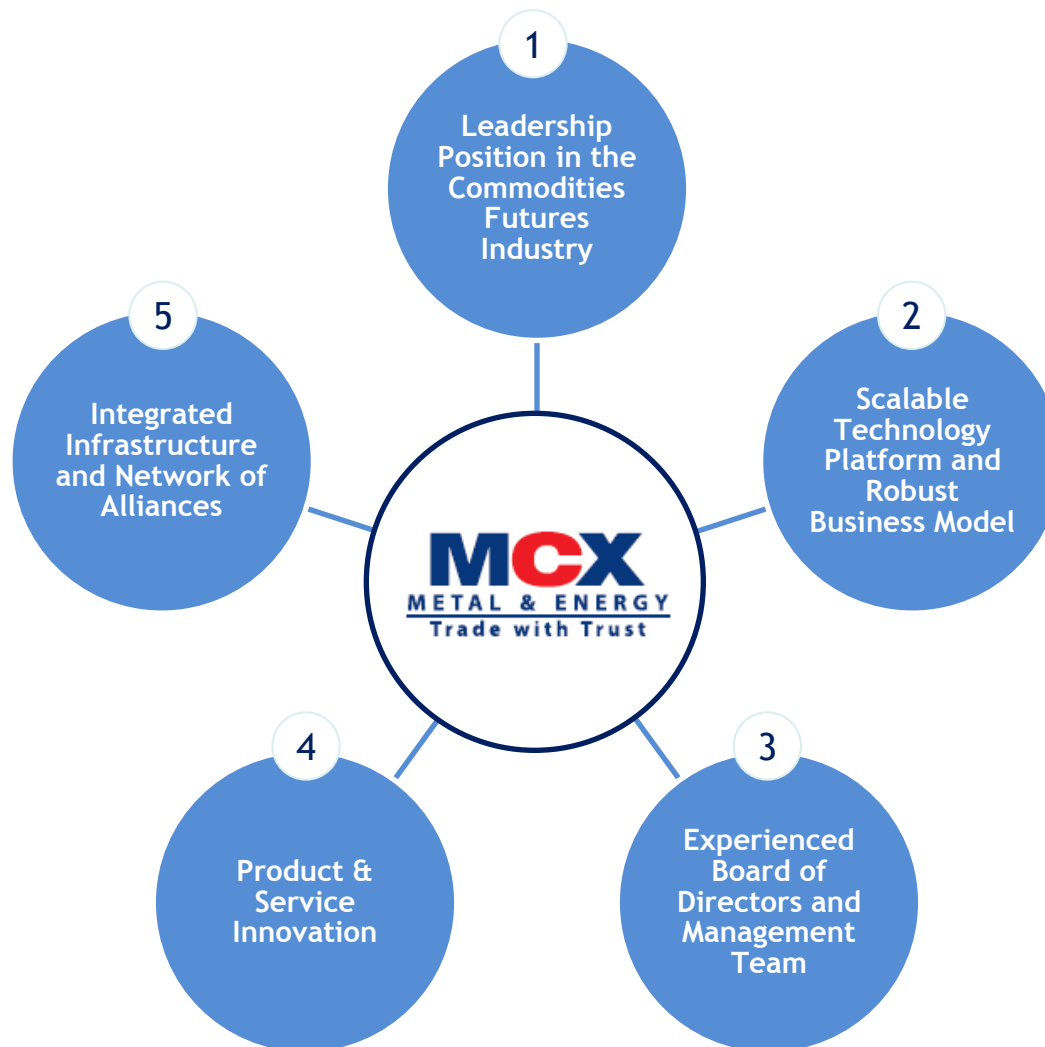 1
Leadership
Position in the
Commodities
Futures
Industry
2
Scalable
Technology
Platform and
Robust
Business Model
3
Experienced
Board of
Directors and
Management
Team
4
Product &
Service
Innovation
5
Integrated
Infrastructure
and Network of
Alliances
MCX
METAL & ENERGY
Trade with Trust